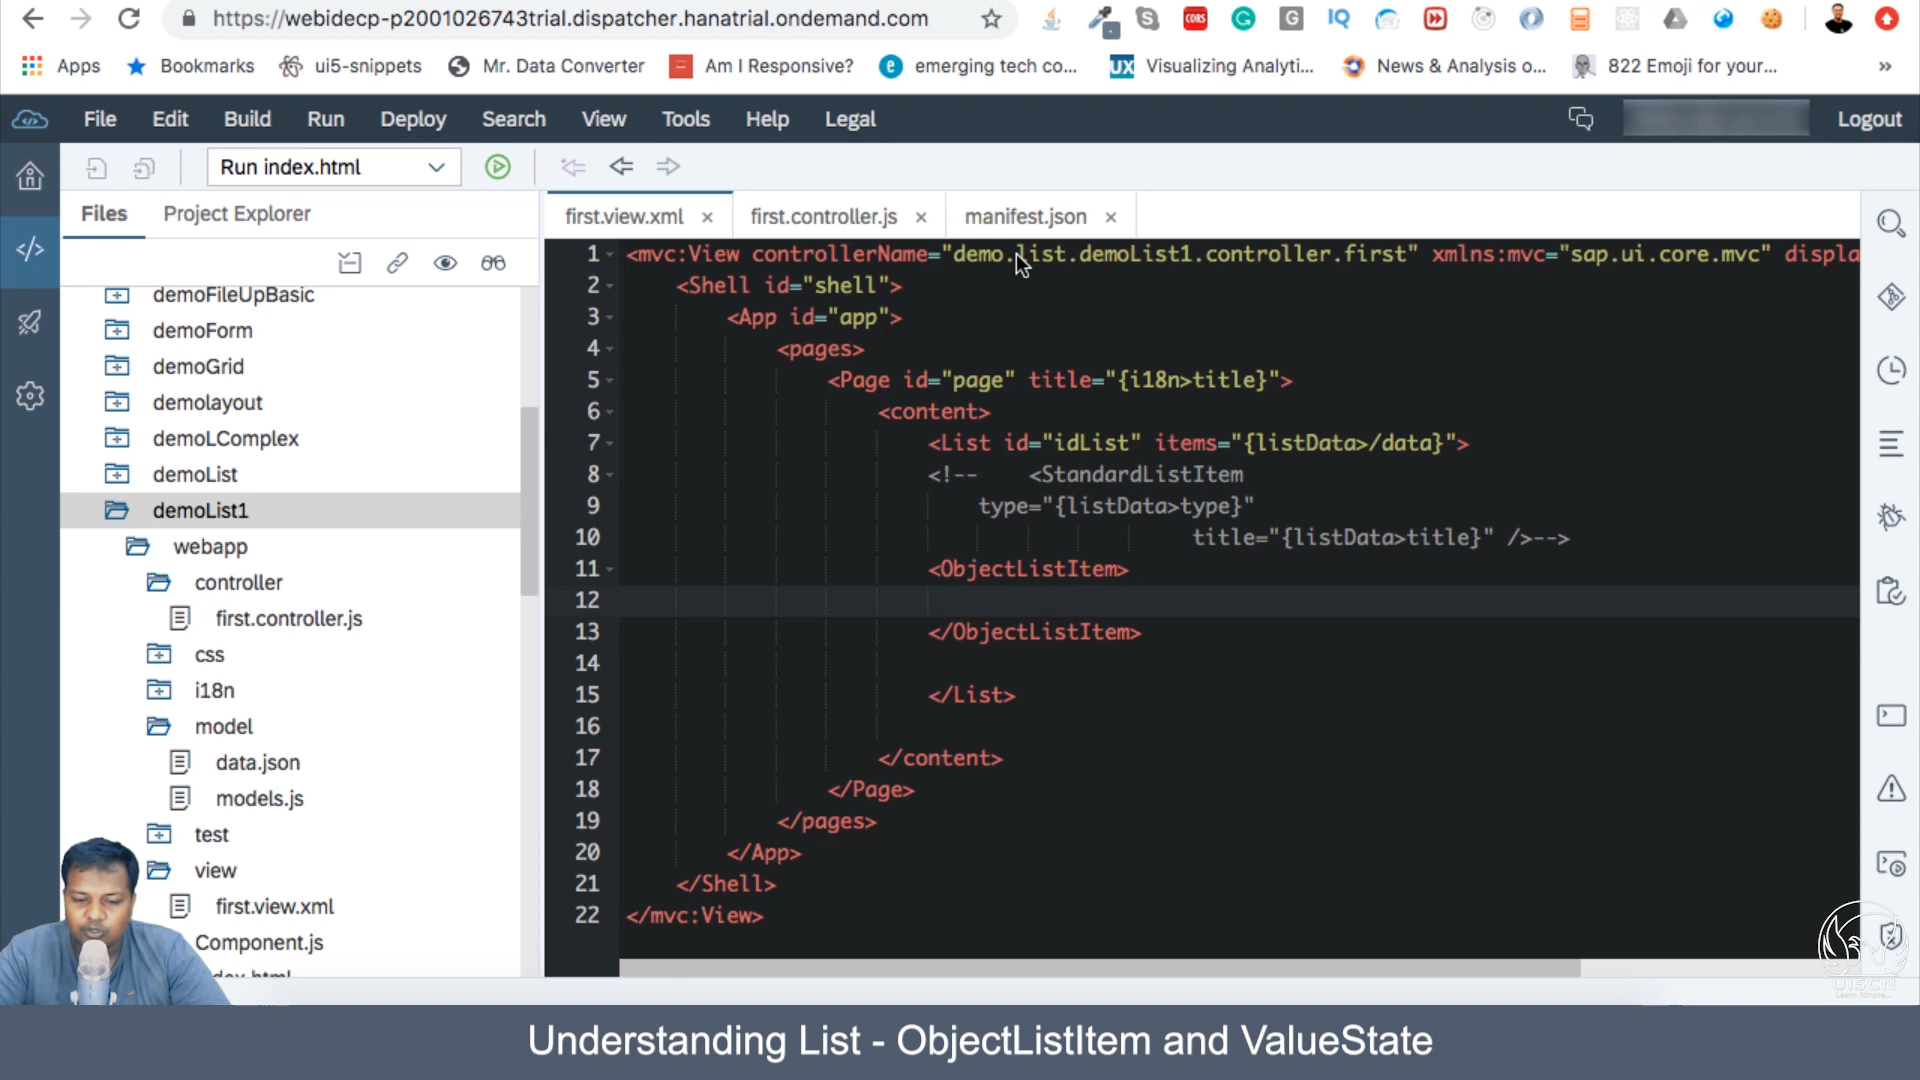 https://webidecp-p2001026743trial.dispatcher.hanatrial.ondemand.com
CORS
G
IQ
Apps
Bookmarks
ui5-snippets
Mr. Data Converter
Am I Responsive?
emerging tech co...
UX
Visualizing Analyti...
News & Analysis o...
822 Emoji for your...
»
File Edit Build Run Deploy Search View Tools Help Legal
Logout
Run index.html
Files Project Explorer
first.view.xml ×
first.controller.js ×
manifest.json ×
demoFileUpBasic
demoForm
demoGrid
demolayout
demoLComplex
demoList
demoList1
webapp
controller
first.controller.js
css
i18n
model
data.json
models.js
test
view
first.view.xml
Component.js
1 <mvc:View controllerName="demo.list.demoList1.controller.first" xmlns:mvc="sap.ui.core.mvc" displa
2 <Shell id="shell">
3 <App id="app">
4 <pages>
5 <Page id="page" title="{i18n>title}">
6 <content>
7 <List id="idList" items="{listData>/data}">
8 <!-- <StandardListItem
9 type="{listData>type}"
10 title="{listData>title}" />-->
11 <ObjectListItem>
12
13 </ObjectListItem>
14
15 </List>
16
17 </content>
18 </Page>
19 </pages>
20 </App>
21 </Shell>
22 </mvc:View>
UI5CN
Learn Simple...
Understanding List - ObjectListItem and ValueState